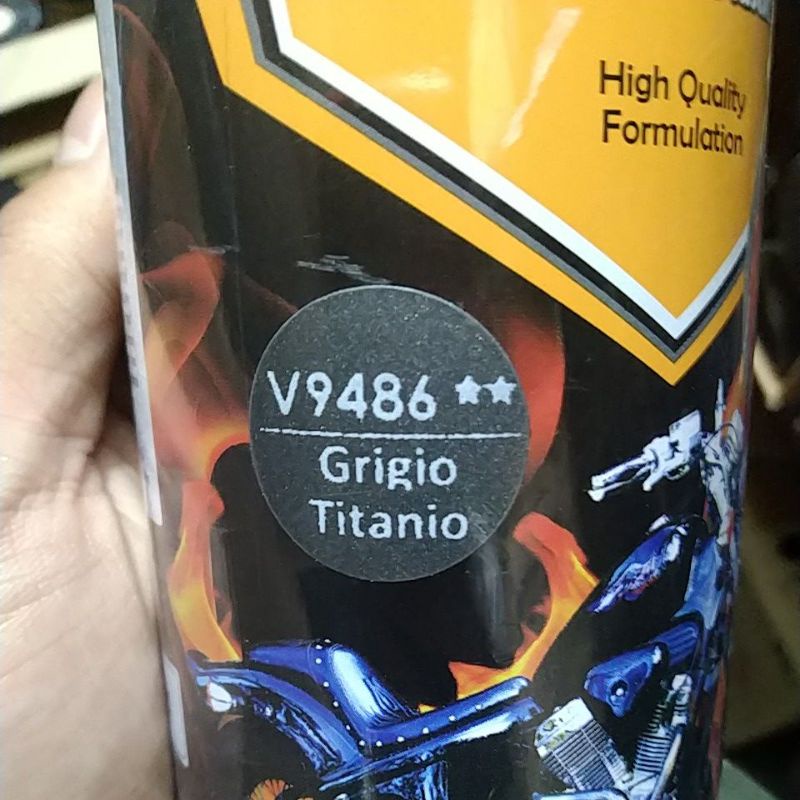 High Quality
Formulation
V9486 **
Grigio
Titanio